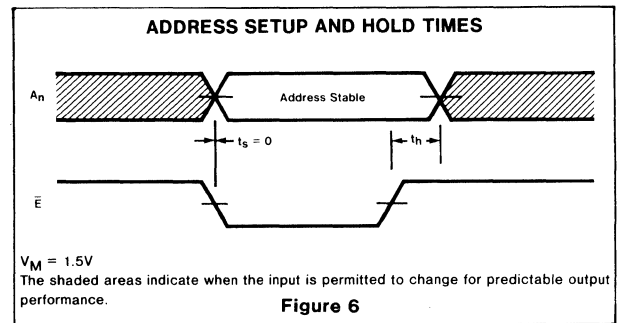 ADDRESS SETUP AND HOLD TIMES
An
Address Stable
ts = 0
th
E̅
VM = 1.5V
The shaded areas indicate when the input is permitted to change for predictable output
performance.
Figure 6